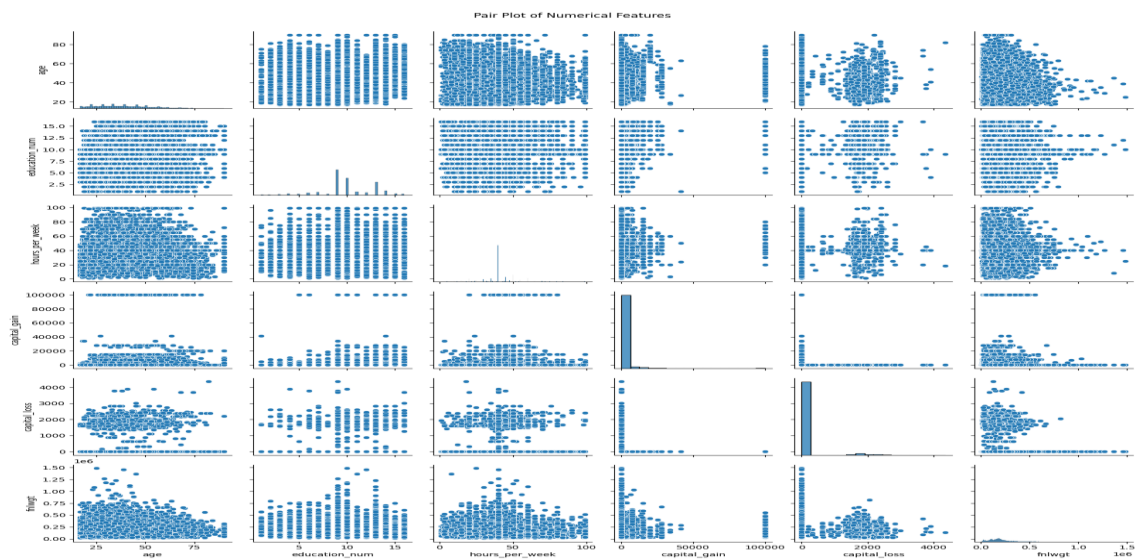 Pair Plot of Numerical Features
age
80
60
40
20
education_num
15.0
12.5
10.0
7.5
5.0
2.5
hours_per_week
100
80
60
40
20
0
capital_gain
100000
80000
60000
40000
20000
0
capital_loss
4000
3000
2000
1000
0
fnlwgt
1e6
1.50
1.25
1.00
0.75
0.50
0.25
0.00
25 50 75
5 10 15
0 50 100
0 50000 100000
0 2000 4000
0.0 0.5 1.0 1.5
age education_num hours_per_week capital_gain capital_loss fnlwgt 1e6